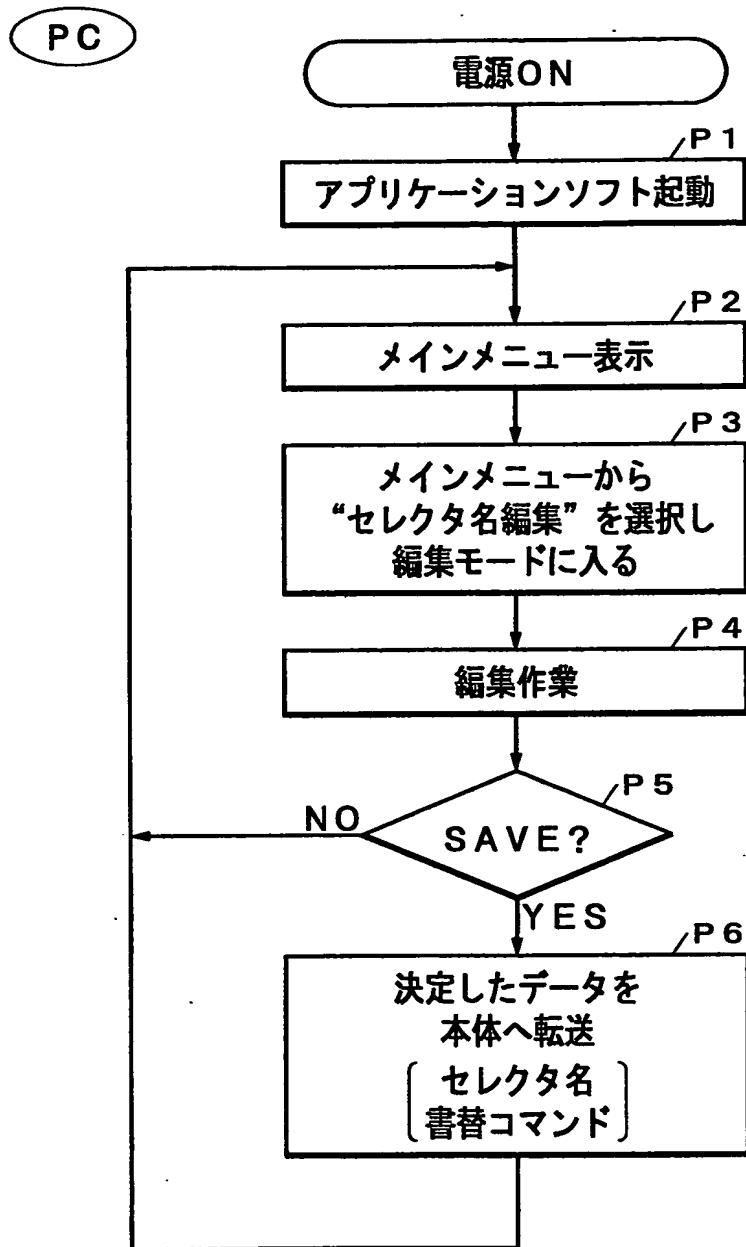 PC
電源ON
P1
アプリケーションソフト起動
P2
メインメニュー表示
P3
メインメニューから
“セレクタ名編集”を選択し
編集モードに入る
P4
編集作業
P5
SAVE?
NO
YES
P6
決定したデータを
本体へ転送
セレクタ名
書替コマンド